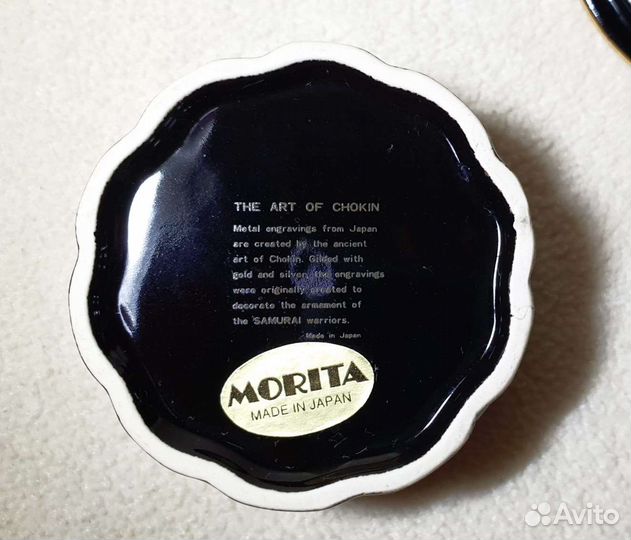 THE ART OF CHOKIN
Metal engravings from Japan
are created by the ancient
art of Chokin. Gilded with
gold and silver, the engravings
were originally created to
decorate the armament of
the SAMURAI warriors.
Made in Japan
MORITA
MADE IN JAPAN
Avito